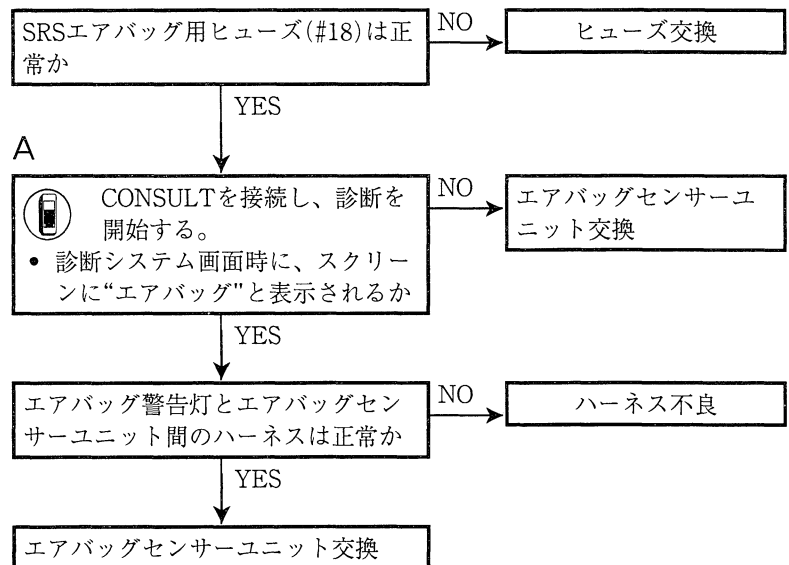 SRSエアバッグ用ヒューズ(#18)は正
常か
NO
ヒューズ交換
YES
A
CONSULTを接続し、診断を
開始する。
• 診断システム画面時に、スクリー
ンに“エアバッグ"と表示されるか
NO
エアバッグセンサーユ
ニット交換
YES
エアバッグ警告灯とエアバッグセン
サーユニット間のハーネスは正常か
NO
ハーネス不良
YES
エアバッグセンサーユニット交換